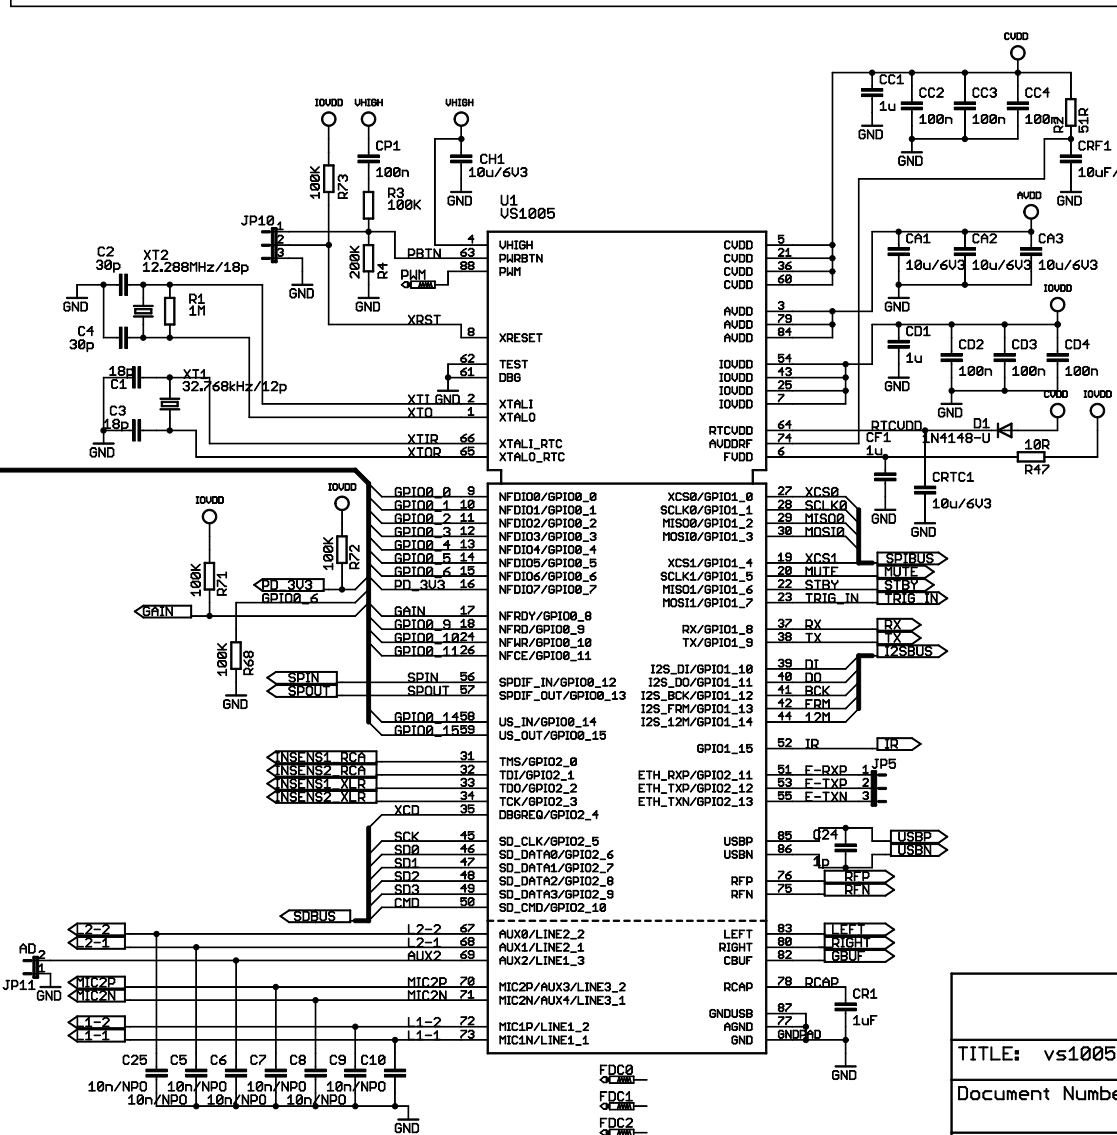 CVDD
IOVDD VHIGH VHIGH
CC1
1u
CC2
100n
CC3
100n
CC4
100n
R2
51R
GND
GND
CRF1
10uF/
GND
CP1
100n
CH1
10u/6V3
GND
100K
R73
R3
100K
U1
VS1005
JP10
1
2
3
200K
R4
GND
GND
PBTN
PWM
XRST
AVDD
CA1
10u/6V3
CA2
10u/6V3
CA3
10u/6V3
GND
IOVDD
CD1
1u
CD2
100n
CD3
100n
CD4
100n
GND
GND
CVDD IOVDD
C2
30p
XT2
12.288MHz/18p
GND
R1
1M
C4
30p
18p
C1
XT1
32.768kHz/12p
C3
18p
GND
GND
4 VHIGH
63 PWRBTN
88 PWM
8 XRESET
62 TEST
61 DBG
XTI 2 XTALI
XTO 1 XTALO
XTIR 66 XTALI_RTC
XTOR 65 XTALO_RTC
CVDD 5
CVDD 21
CVDD 36
CVDD 60
AVDD 3
AVDD 79
AVDD 84
IOVDD 54
IOVDD 43
IOVDD 25
IOVDD 7
RTCVDD 64 RTCVDD
AVDDRF 74
FVDD 6
D1
1N4148-U
CF1
1u
GND
10R
R47
CRTC1
10u/6V3
GND
IOVDD
IOVDD
100K
R71
100K
R72
PD_3V3
GPIO0_6
GAIN
100K
R68
GND
GPIO0_0 9 NFDIO0/GPIO0_0
GPIO0_1 10 NFDIO1/GPIO0_1
GPIO0_2 11 NFDIO2/GPIO0_2
GPIO0_3 12 NFDIO3/GPIO0_3
GPIO0_4 13 NFDIO4/GPIO0_4
GPIO0_5 14 NFDIO5/GPIO0_5
GPIO0_6 15 NFDIO6/GPIO0_6
PD_3V3 16 NFDIO7/GPIO0_7
GAIN 17 NFRDY/GPIO0_8
GPIO0_9 18 NFRD/GPIO0_9
GPIO0_10 24 NFWR/GPIO0_10
GPIO0_11 26 NFCE/GPIO0_11
SPIN SPIN 56 SPDIF_IN/GPIO0_12
SPOUT SPOUT 57 SPDIF_OUT/GPIO0_13
GPIO0_14 58 US_IN/GPIO0_14
GPIO0_15 59 US_OUT/GPIO0_15
INSENS1_RCA 31 TMS/GPIO2_0
INSENS2_RCA 32 TDI/GPIO2_1
INSENS1_XLR 33 TDO/GPIO2_2
INSENS2_XLR 34 TCK/GPIO2_3
XCD 35 DBGREQ/GPIO2_4
SCK 45 SD_CLK/GPIO2_5
SD0 46 SD_DATA0/GPIO2_6
SD1 47 SD_DATA1/GPIO2_7
SD2 48 SD_DATA2/GPIO2_8
SD3 49 SD_DATA3/GPIO2_9
CMD 50 SD_CMD/GPIO2_10
SDBUS
XCS0/GPIO1_0 27 XCS0
SCLK0/GPIO1_1 28 SCLK0
MISO0/GPIO1_2 29 MISO0
MOSI0/GPIO1_3 30 MOSI0
SPIBUS
XCS1/GPIO1_4 19 XCS1
SCLK1/GPIO1_5 20 MUTE MUTE
MISO1/GPIO1_6 22 STBY STBY
MOSI1/GPIO1_7 23 TRIG_IN TRIG_IN
RX/GPIO1_8 37 RX RX
TX/GPIO1_9 38 TX TX
I2SBUS
I2S_DI/GPIO1_10 39 DI
I2S_DO/GPIO1_11 40 DO
I2S_BCK/GPIO1_12 41 BCK
I2S_FRM/GPIO1_13 42 FRM
I2S_12M/GPIO1_14 44 12M
GPIO1_15 52 IR IR
JP5
ETH_RXP/GPIO2_11 51 E-RXP 1
ETH_TXP/GPIO2_12 53 E-TXP 2
ETH_TXN/GPIO2_13 55 E-TXN 3
USBP 85 USBP
USBN 86 USBN
C24
1p
RFP 76 RFP
RFN 75 RFN
L2-2 L2-2 67 AUX0/LINE2_2
L2-1 L2-1 68 AUX1/LINE2_1
AD 2
1
JP11
GND
AUX2 69 AUX2/LINE1_3
MIC2P MIC2P 70 MIC2P/AUX3/LINE3_2
MIC2N MIC2N 71 MIC2N/AUX4/LINE3_1
L1-2 L1-2 72 MIC1P/LINE1_2
L1-1 L1-1 73 MIC1N/LINE1_1
LEFT 83 LEFT
RIGHT 80 RIGHT
CBUF 82 GBUF
RCAP 78 RCAP
GNDUSB 87
AGND 77
GND GNDPAD
CR1
1uF
GND
C25 C5 C6 C7 C8 C9 C10
10n/NPO 10n/NPO 10n/NPO 10n/NPO
10n/NPO 10n/NPO 10n/NPO
GND
FDC0
FDC1
FDC2
TITLE: vs1005
Document Numbe